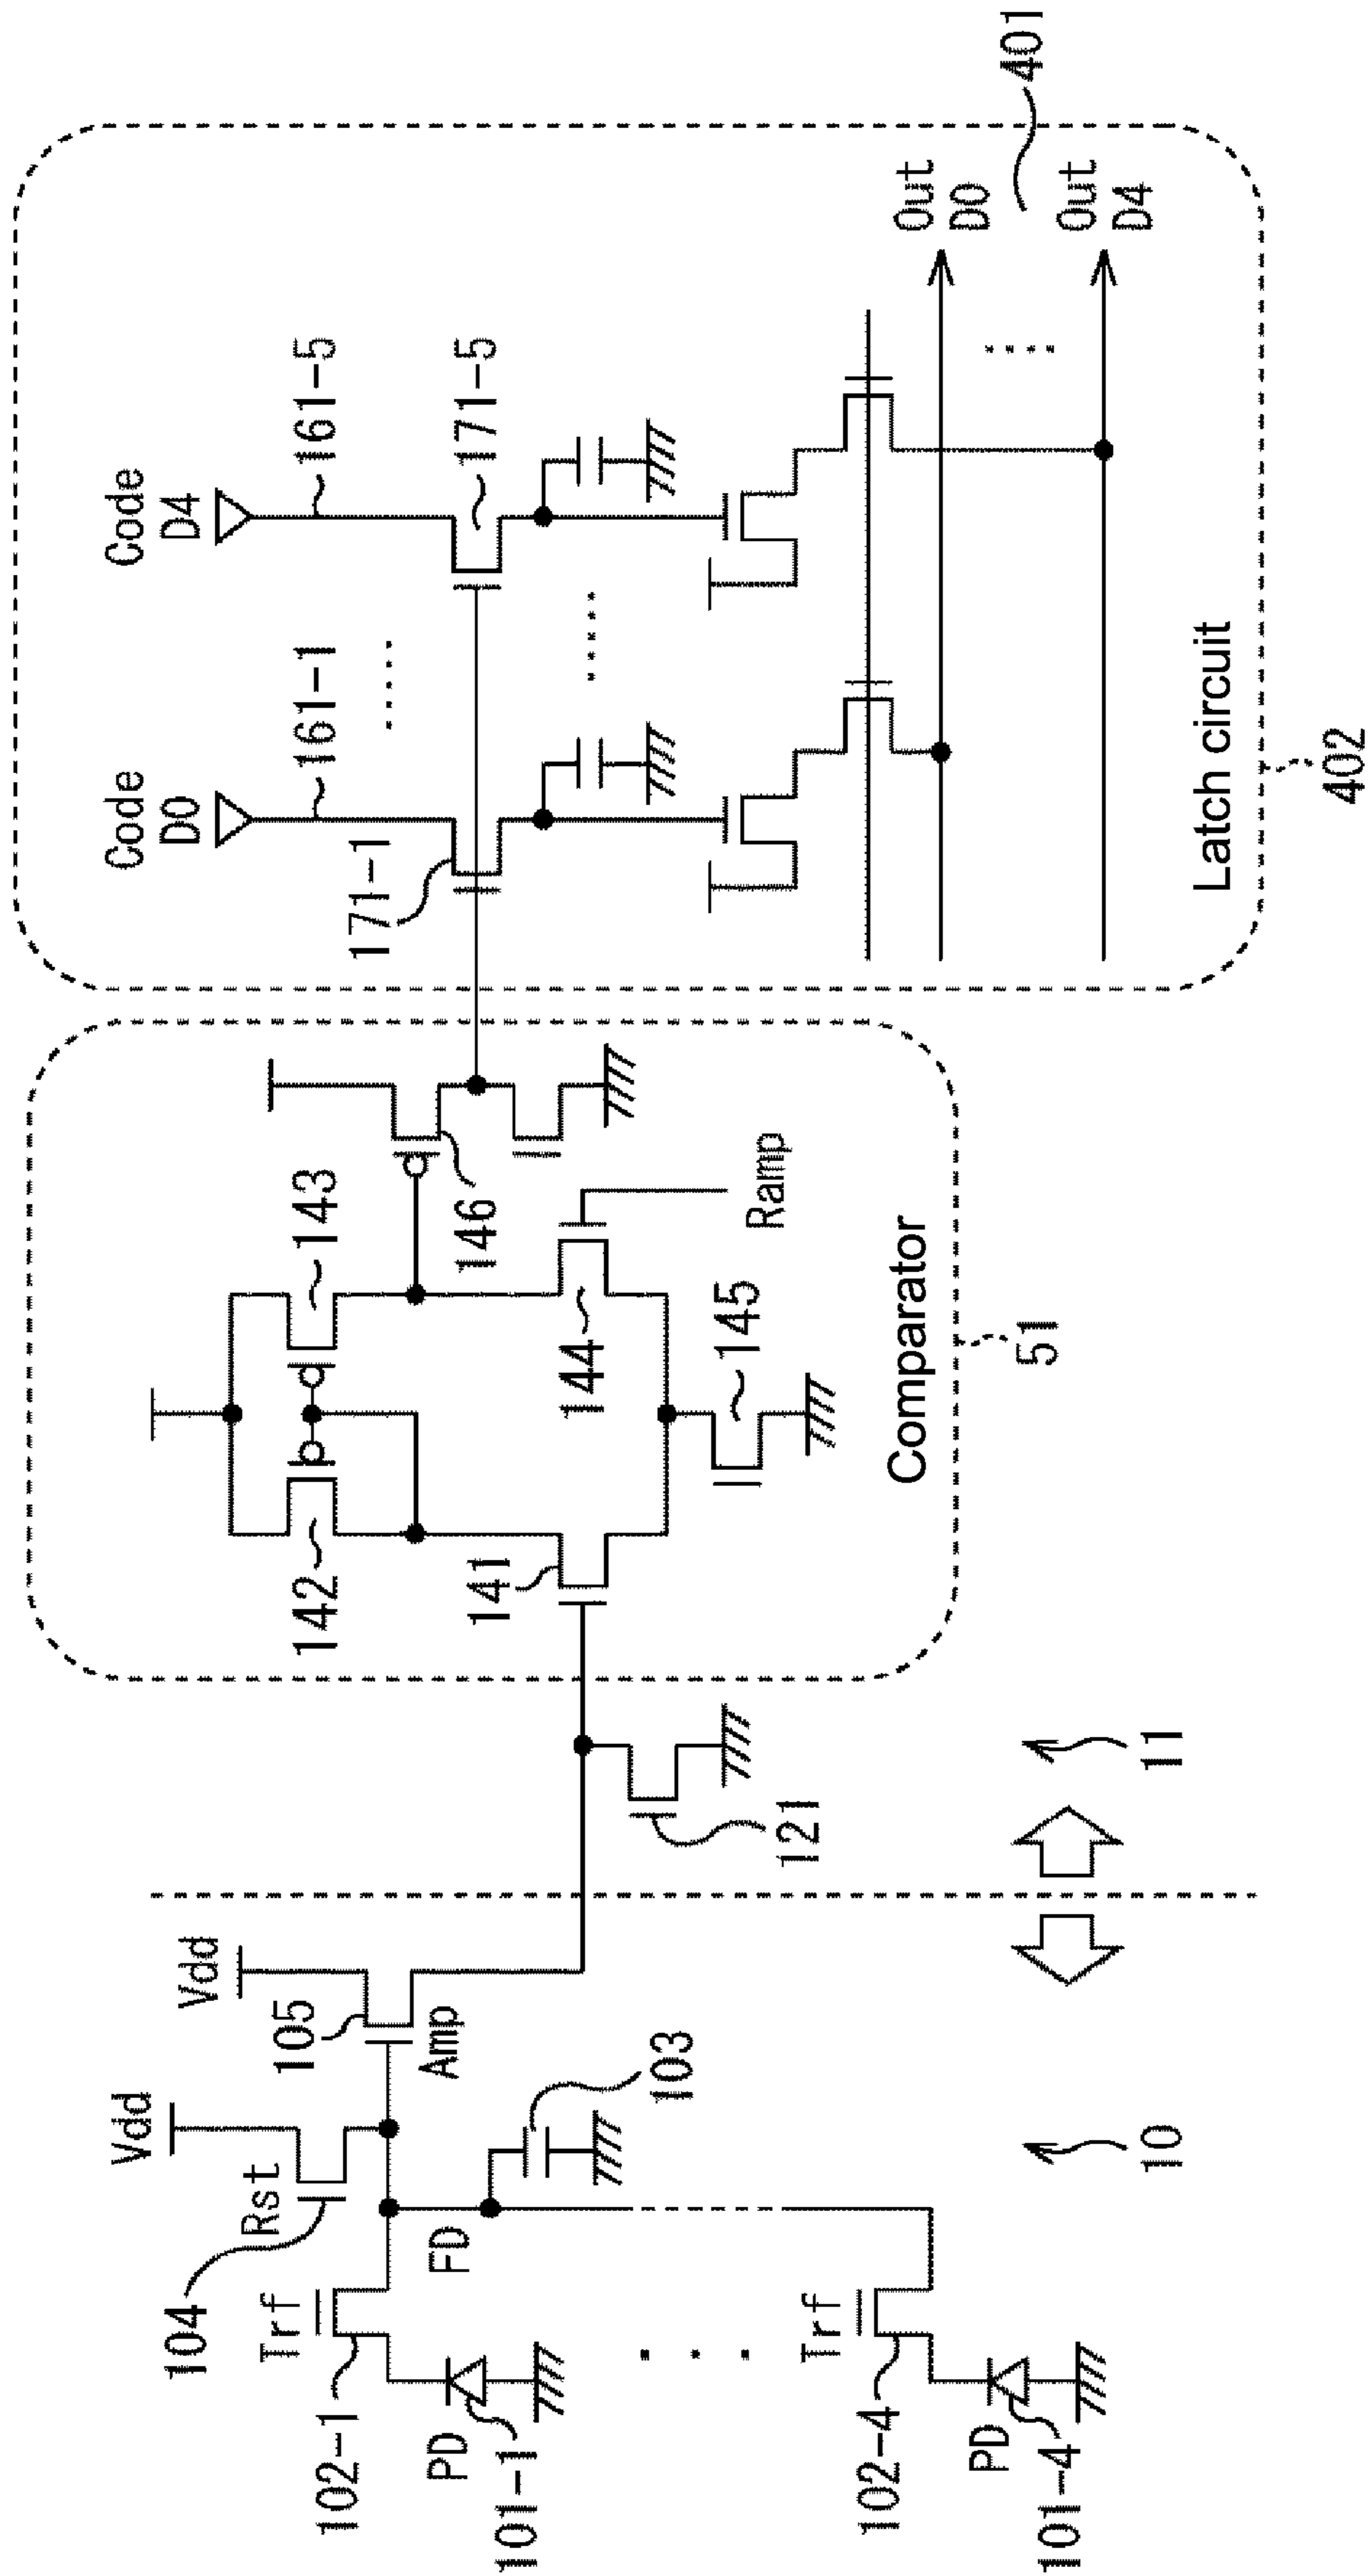 Vdd
Vdd
104
Rst
105
Amp
Trf
102-1
FD
103
PD
101-1
Trf
102-4
PD
101-4
10
11
121
142
143
141
144
146
145
Ramp
Comparator
51
Code
D0
Code
D4
161-1
161-5
171-1
171-5
Out
D0
Out
D4
401
Latch circuit
402